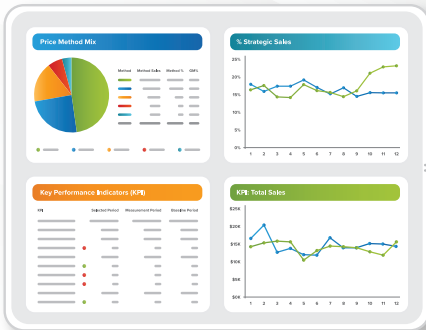 Price Method Mix
Method Method Sales Method % GM%
% Strategic Sales
25%
20%
15%
10%
5%
0%
1 2 3 4 5 6 7 8 9 10 11 12
Key Performance Indicators (KPI)
KPI Selected Period Measurement Period Baseline Period
KPI: Total Sales
$25K
$20K
$15K
$10K
$5K
$0K
1 2 3 4 5 6 7 8 9 10 11 12